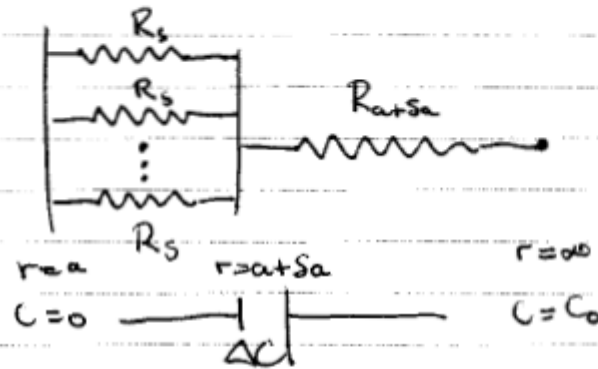 Rs
Rs
Ra+δa
Rs
r=a
r=a+δa
r=∞
C=0
ΔC
C=C₀